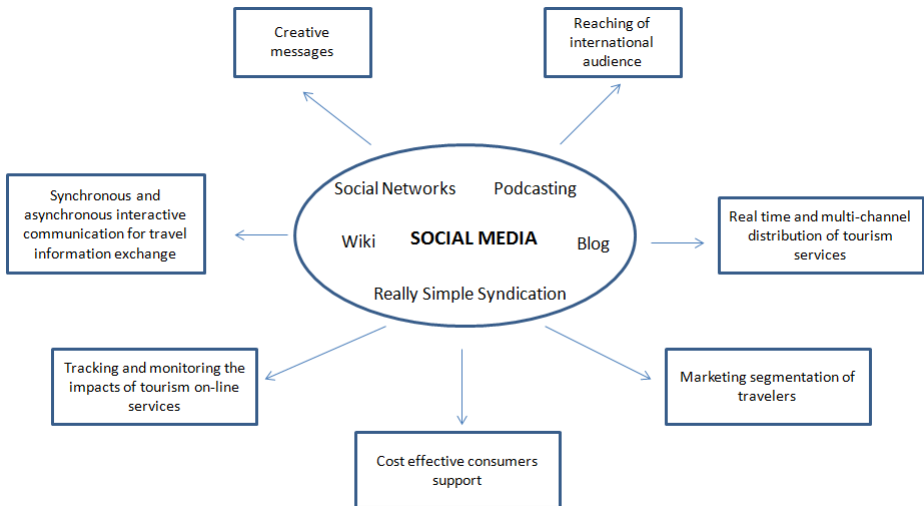 Creative
messages
Reaching of
international
audience
Synchronous and
asynchronous interactive
communication for travel
information exchange
Social Networks
Podcasting
Wiki
SOCIAL MEDIA
Blog
Really Simple Syndication
Real time and multi-channel
distribution of tourism
services
Tracking and monitoring the
impacts of tourism on-line
services
Marketing segmentation of
travelers
Cost effective consumers
support